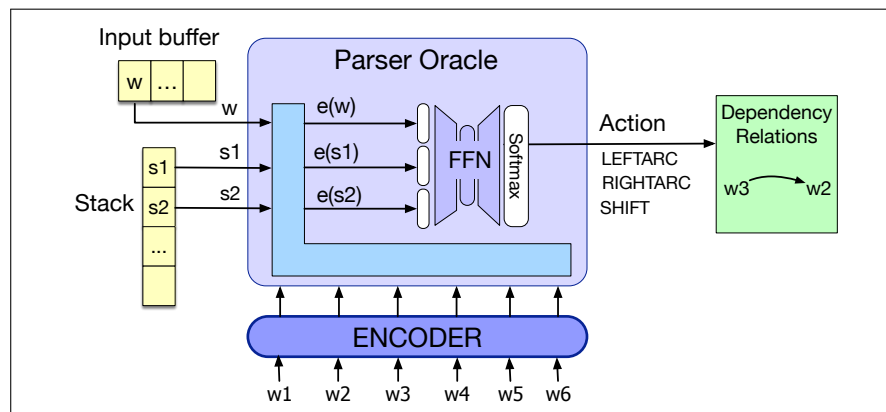 Input buffer
w ...
Parser Oracle
w
e(w)
s1
e(s1)
s2
e(s2)
Stack
s1
s2
...
FFN
Softmax
Action
LEFTARC
RIGHTARC
SHIFT
Dependency
Relations
w3 w2
ENCODER
w1 w2 w3 w4 w5 w6